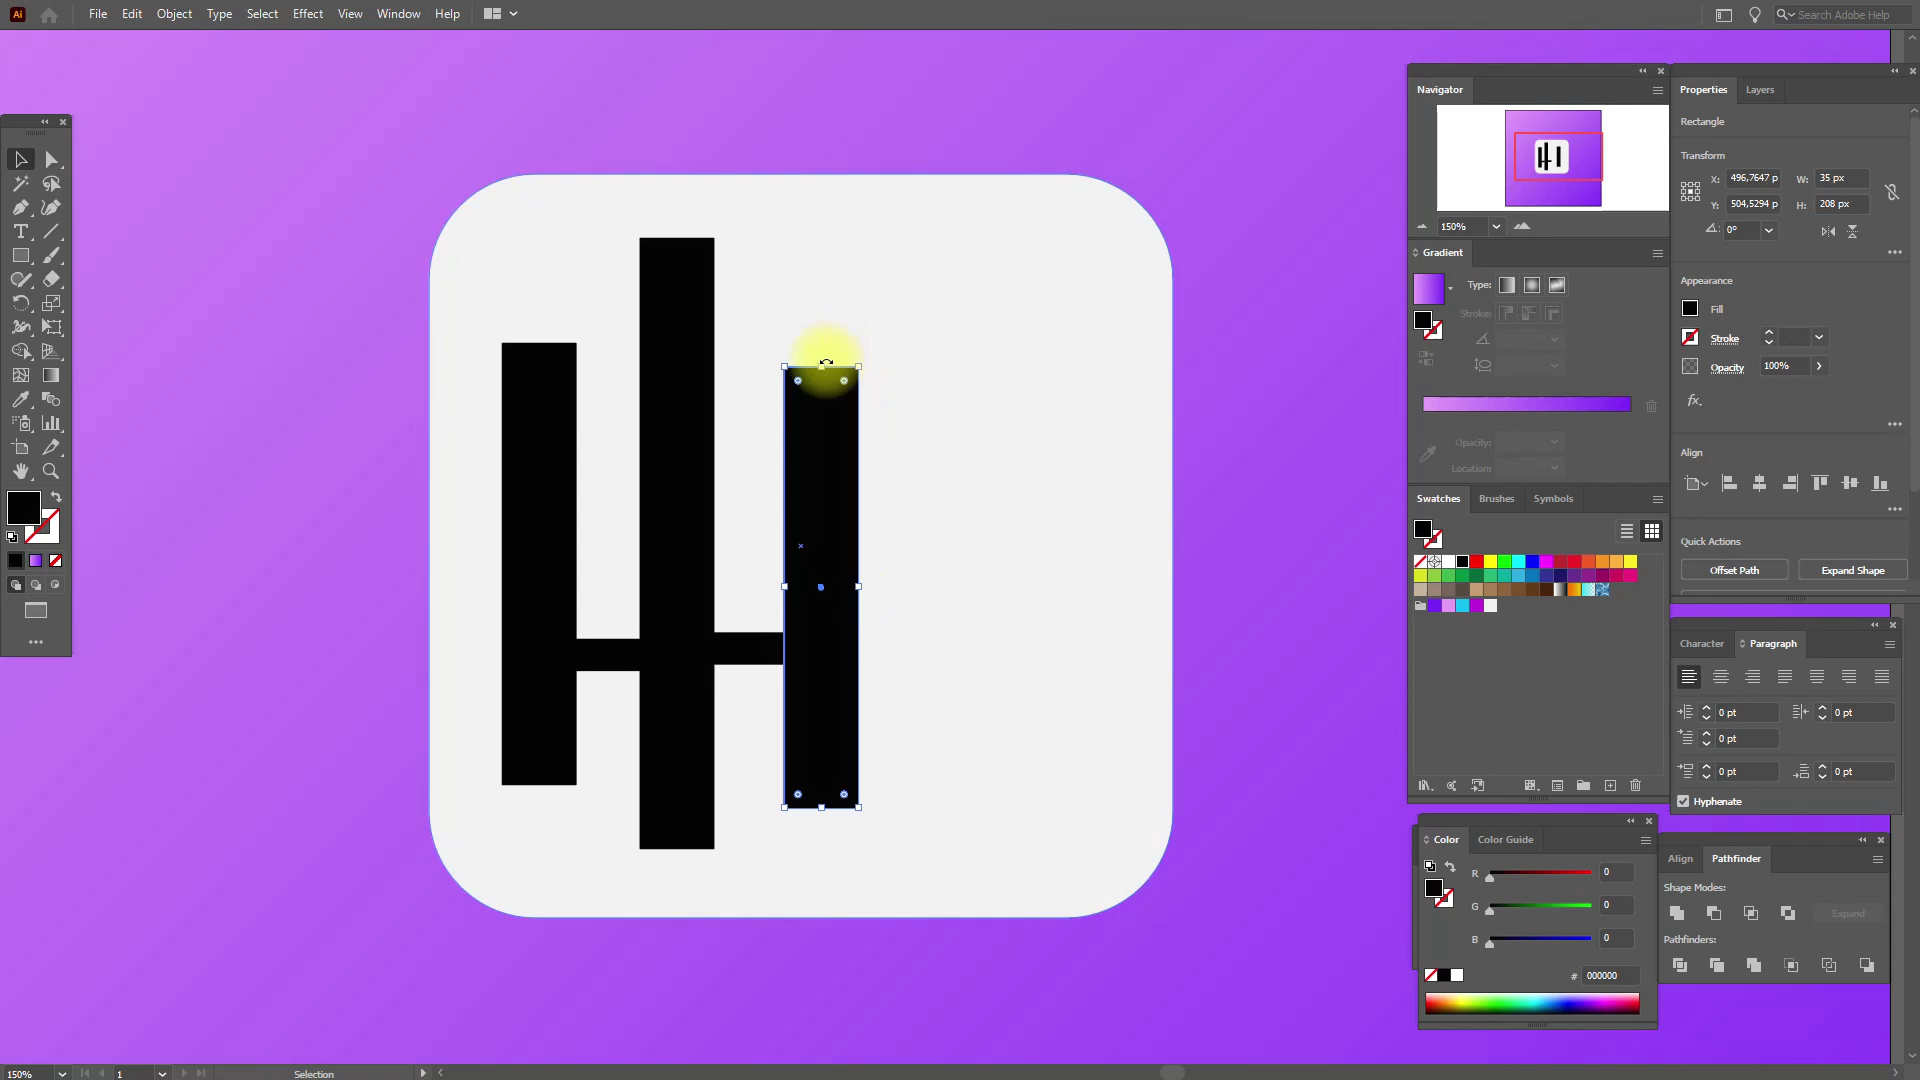 Ai File Edit Object Type Select Effect View Window Help
Search Adobe Help
Navigator
150%
Gradient
Type:
Stroke:
Opacity:
Location:
Swatches Brushes Symbols
Properties Layers
Rectangle
Transform
X: 496,7647 p W: 35 px
Y: 504,5294 p H: 208 px
0°
Appearance
Fill
Stroke
Opacity 100%
fx.
Align
Quick Actions
Offset Path Expand Shape
Character Paragraph
0 pt 0 pt
0 pt
0 pt 0 pt
Hyphenate
Color Color Guide
R 0
G 0
B 0
# 000000
Align Pathfinder
Shape Modes:
Expand
Pathfinders:
150% 1 Selection